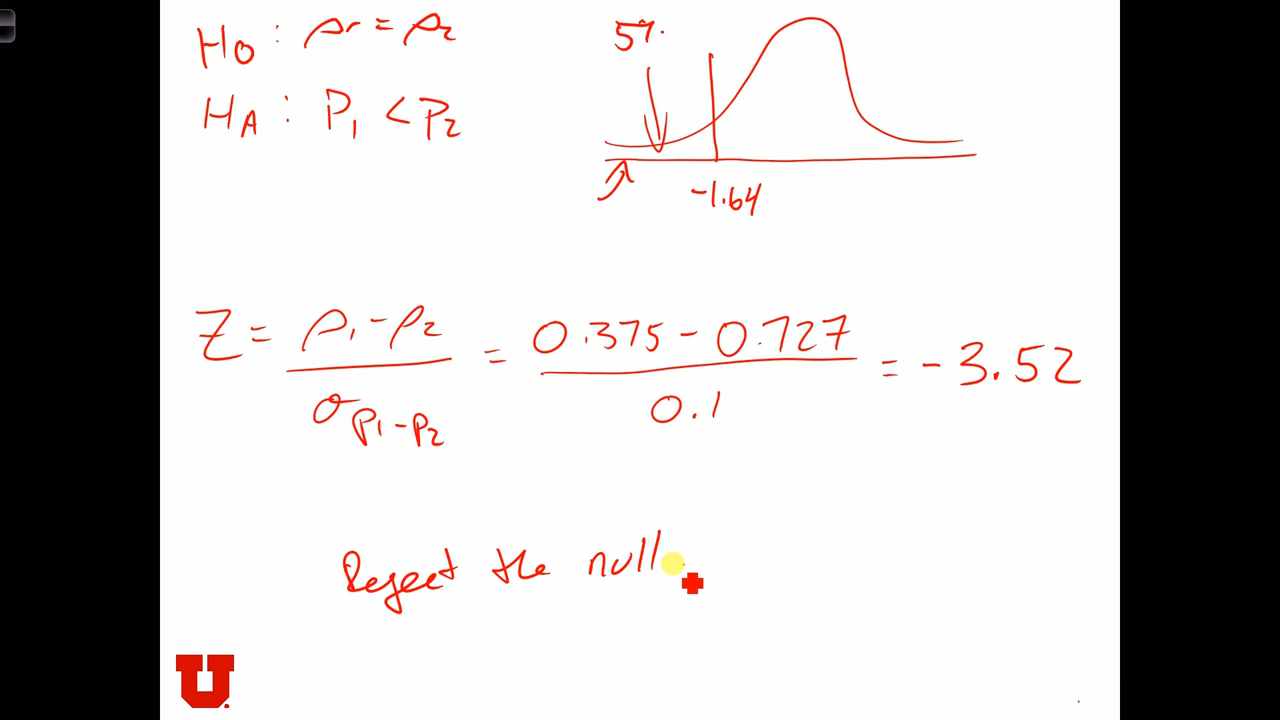 H0 : p1 = p2
HA : P1 < P2
5%
-1.64
Z = p1 - p2 / σ p1 - p2 = 0.375 - 0.727 / 0.1 = -3.52
Reject the null
U